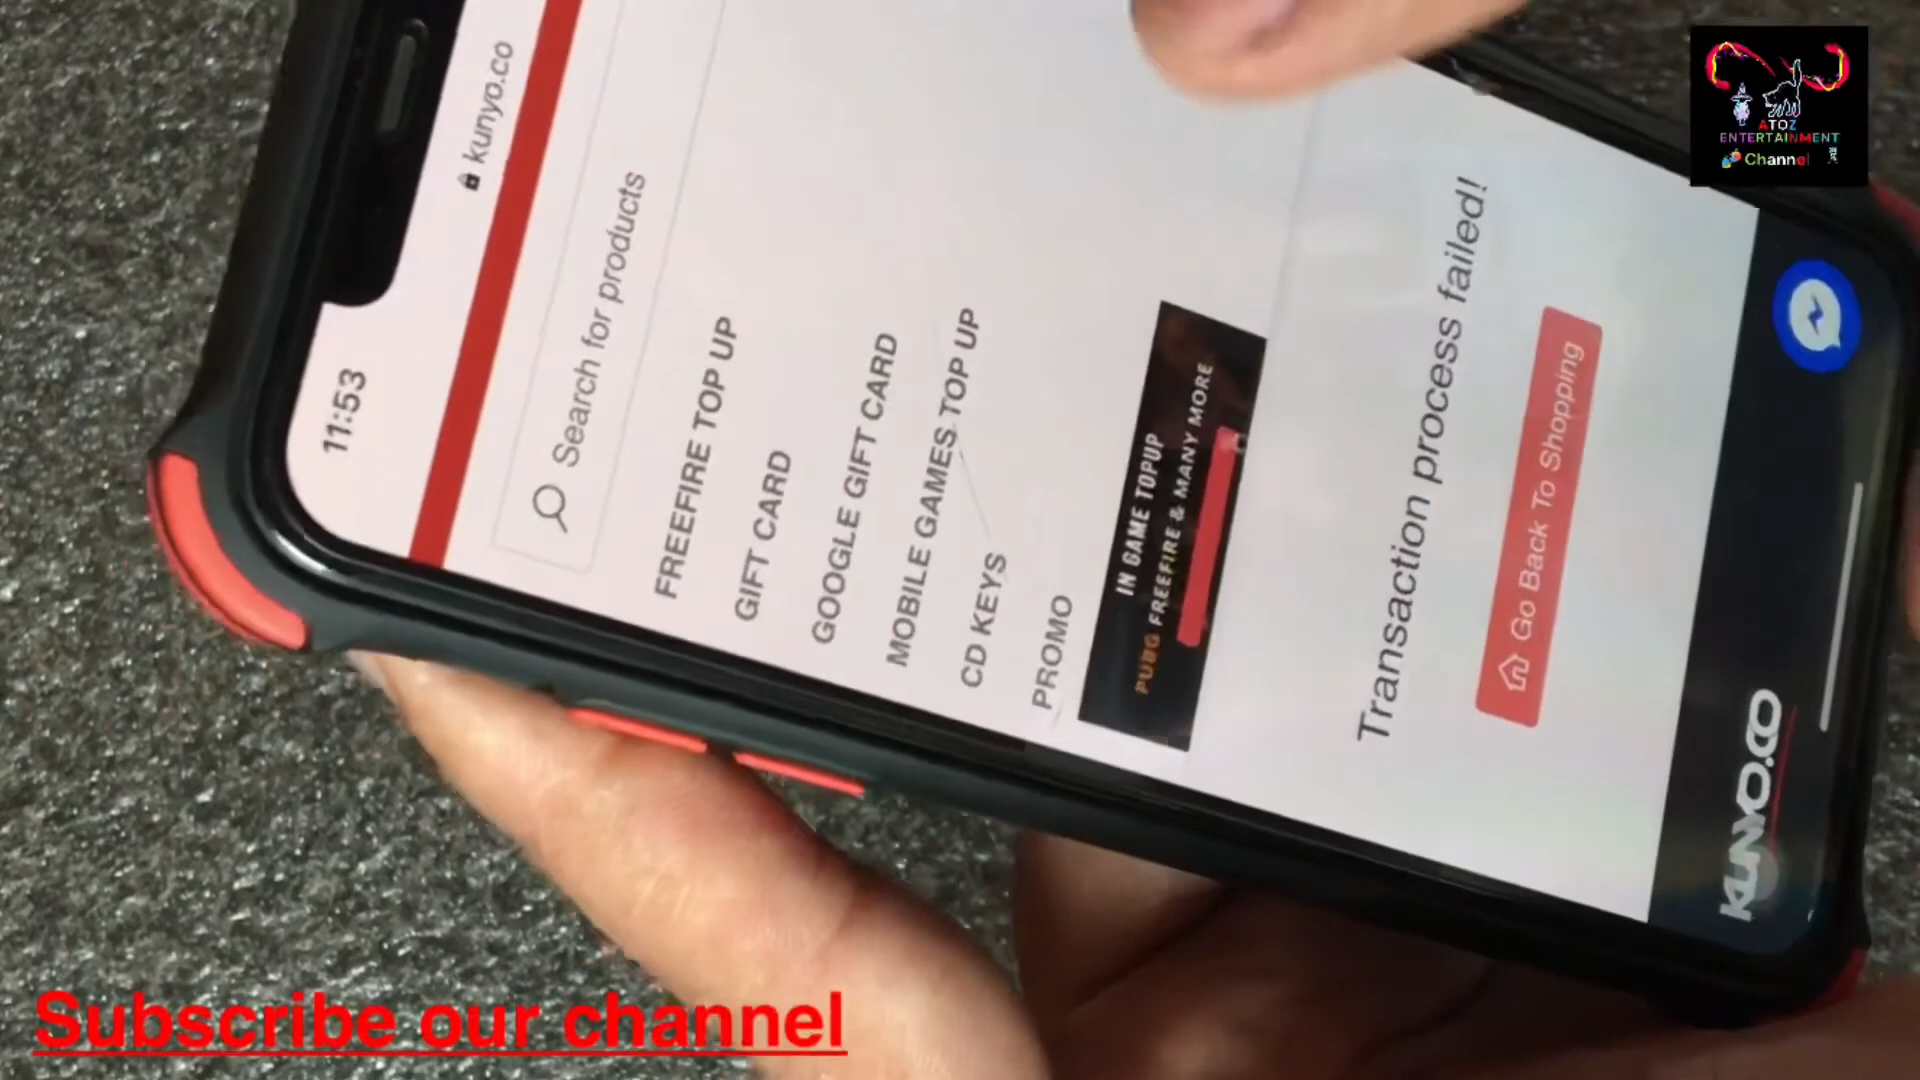 11:53
kunyo.co
Search for products
FREEFIRE TOP UP
GIFT CARD
GOOGLE GIFT CARD
MOBILE GAMES TOP UP
CD KEYS
PROMO
IN GAME TOPUP
PUBG FREEFIRE & MANY MORE
Transaction process failed!
Go Back To Shopping
KUNYO.CO
ATOZ
ENTERTAINMENT
Channel
Subscribe our channel